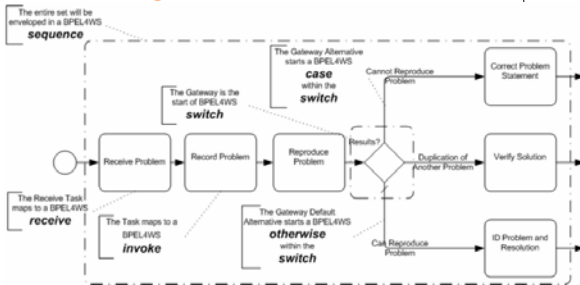 The entire set will be
enveloped in a BPEL4WS
sequence
The Gateway Alternative
starts a BPEL4WS
case
within the
switch
Cannot Reproduce
Problem
Correct Problem
Statement
The Gateway is the
start of BPEL4WS
switch
Results?
Receive Problem
Record Problem
Reproduce
Problem
Duplication of
Another Problem
Verify Solution
The Receive Task
maps to a BPEL4WS
receive
The Task maps to a
BPEL4WS
invoke
The Gateway Default
Alternative starts a BPEL4WS
otherwise
within the
switch
Can Reproduce
Problem
ID Problem and
Resolution